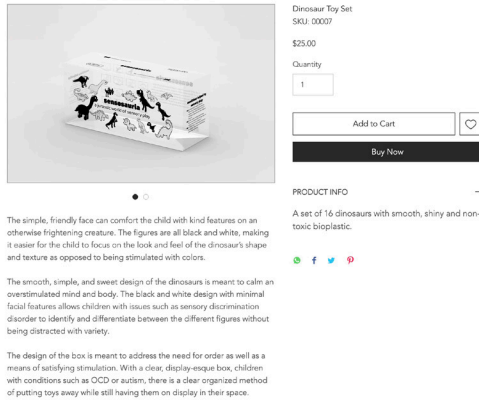 Dinosaur Toy Set
SKU: 00007
$25.00
Quantity
1
Add to Cart
Buy Now
PRODUCT INFO
A set of 16 dinosaurs with smooth, shiny and non-
toxic bioplastic.
sensosauria
The simple, friendly face can comfort the child with kind features on an
otherwise frightening creature. The figures are all black and white, making
it easier for the child to focus on the look and feel of the dinosaur's shape
and texture as opposed to being stimulated with colors.
The smooth, simple, and sweet design of the dinosaurs is meant to calm an
overstimulated mind and body. The black and white design with minimal
facial features allows children with issues such as sensory discrimination
disorder to identify and differentiate between the different figures without
being distracted with variety.
The design of the box is meant to address the need for order as well as a
means of satisfying stimulation. With a clear, display-esque box, children
with conditions such as OCD or autism, there is a clear organized method
of putting toys away while still having them on display in their space.